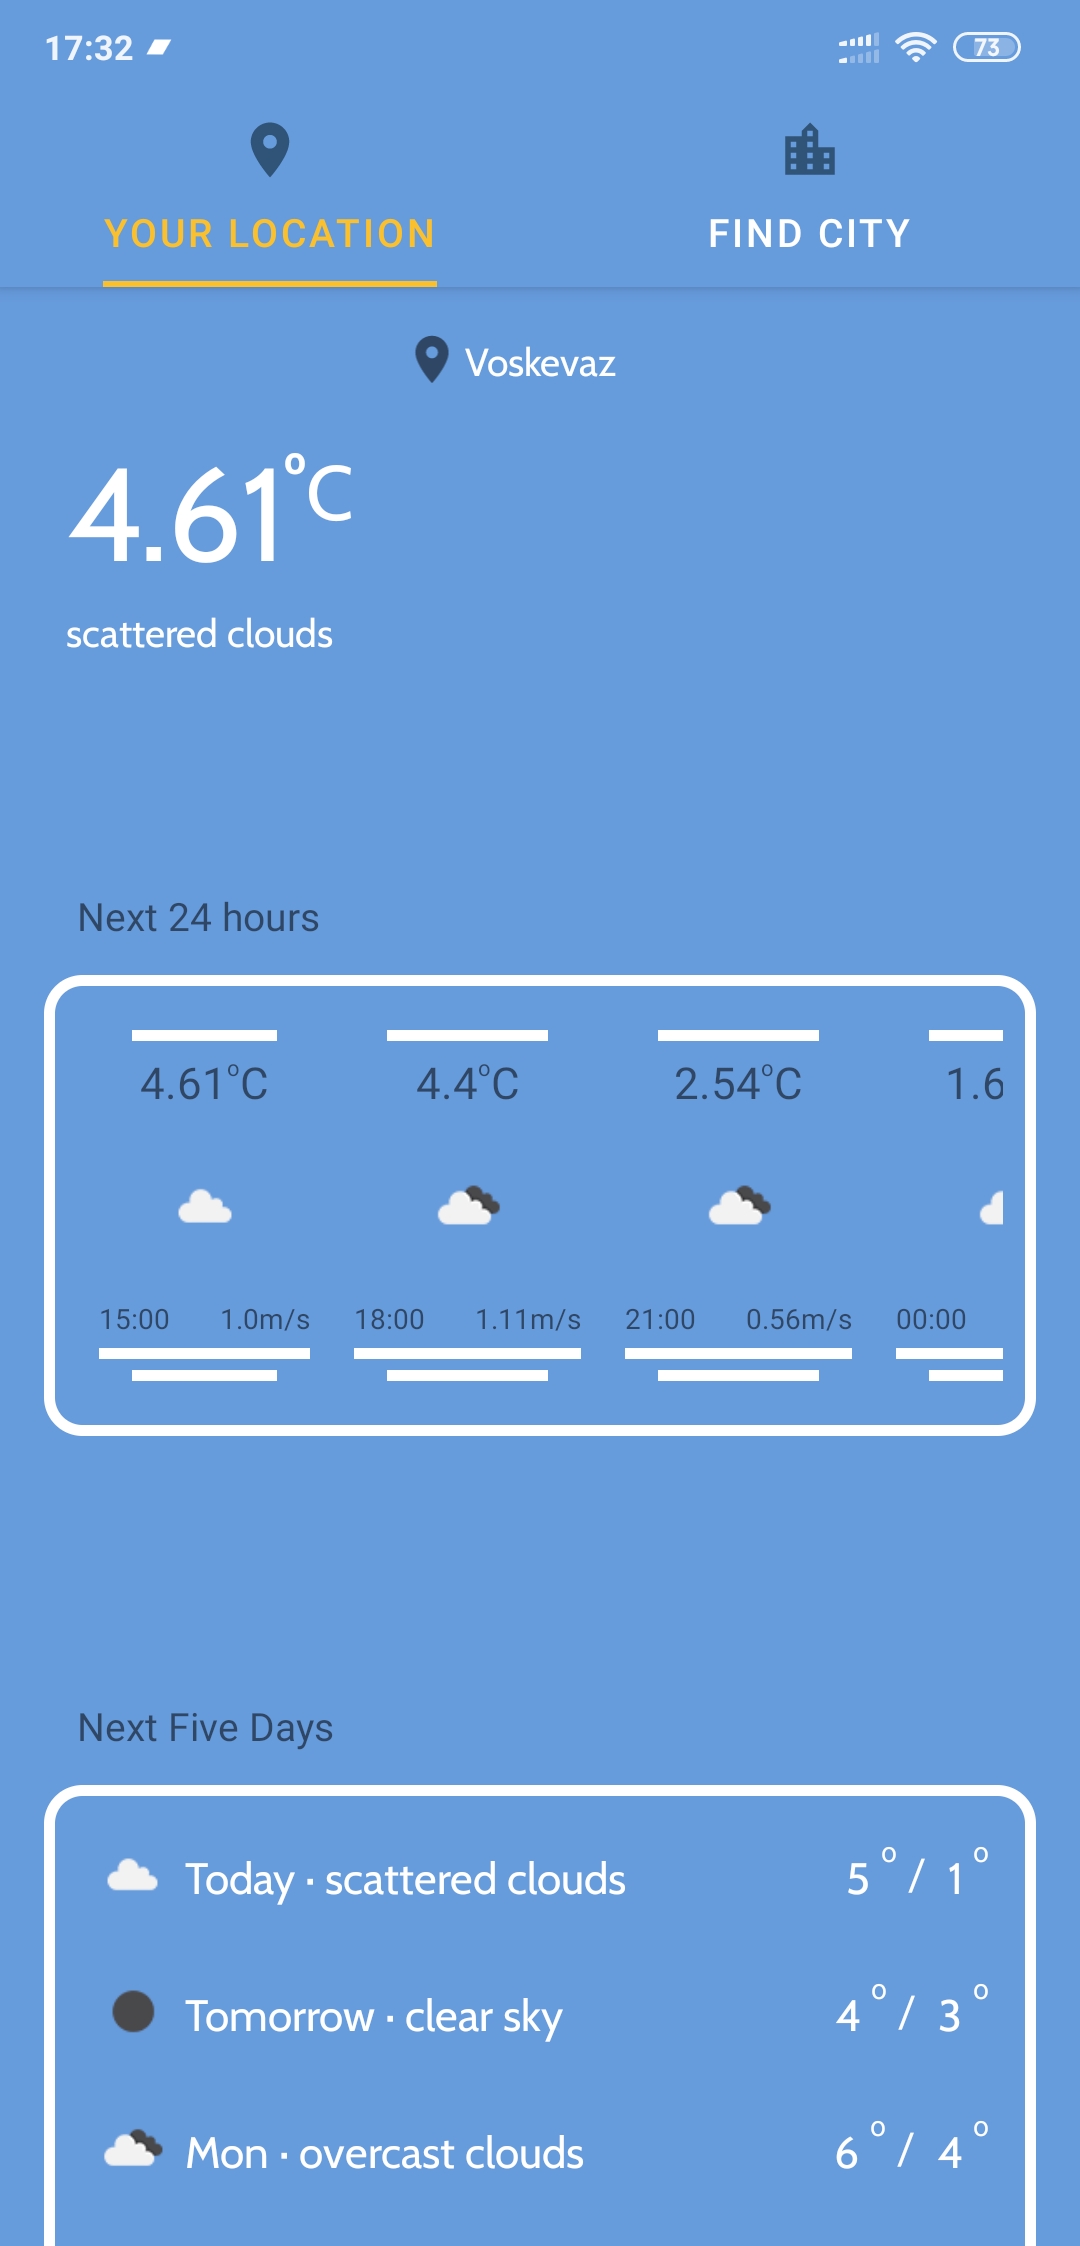 17:32 73
YOUR LOCATION FIND CITY
Voskevaz
4.61°C
scattered clouds
Next 24 hours
4.61°C 4.4°C 2.54°C 1.6
15:00 1.0m/s 18:00 1.11m/s 21:00 0.56m/s 00:00
Next Five Days
Today · scattered clouds 5° / 1°
Tomorrow · clear sky 4° / 3°
Mon · overcast clouds 6° / 4°